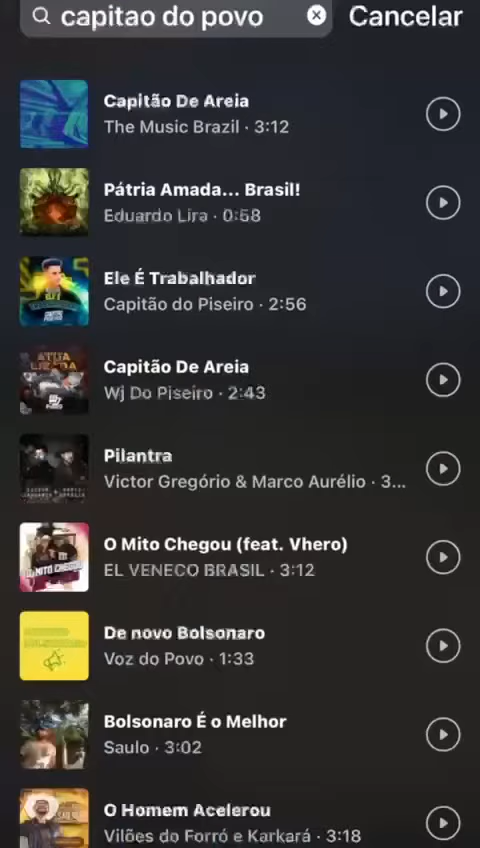 capitao do povo
Cancelar
Capitão De Areia
The Music Brazil · 3:12
Pátria Amada... Brasil!
Eduardo Lira · 0:58
Ele É Trabalhador
Capitão do Piseiro · 2:56
Capitão De Areia
Wj Do Piseiro · 2:43
Pilantra
Victor Gregório & Marco Aurélio · 3...
O Mito Chegou (feat. Vhero)
EL VENECO BRASIL · 3:12
De novo Bolsonaro
Voz do Povo · 1:33
Bolsonaro É o Melhor
Saulo · 3:02
O Homem Acelerou
Vilões do Forró e Karkará · 3:18